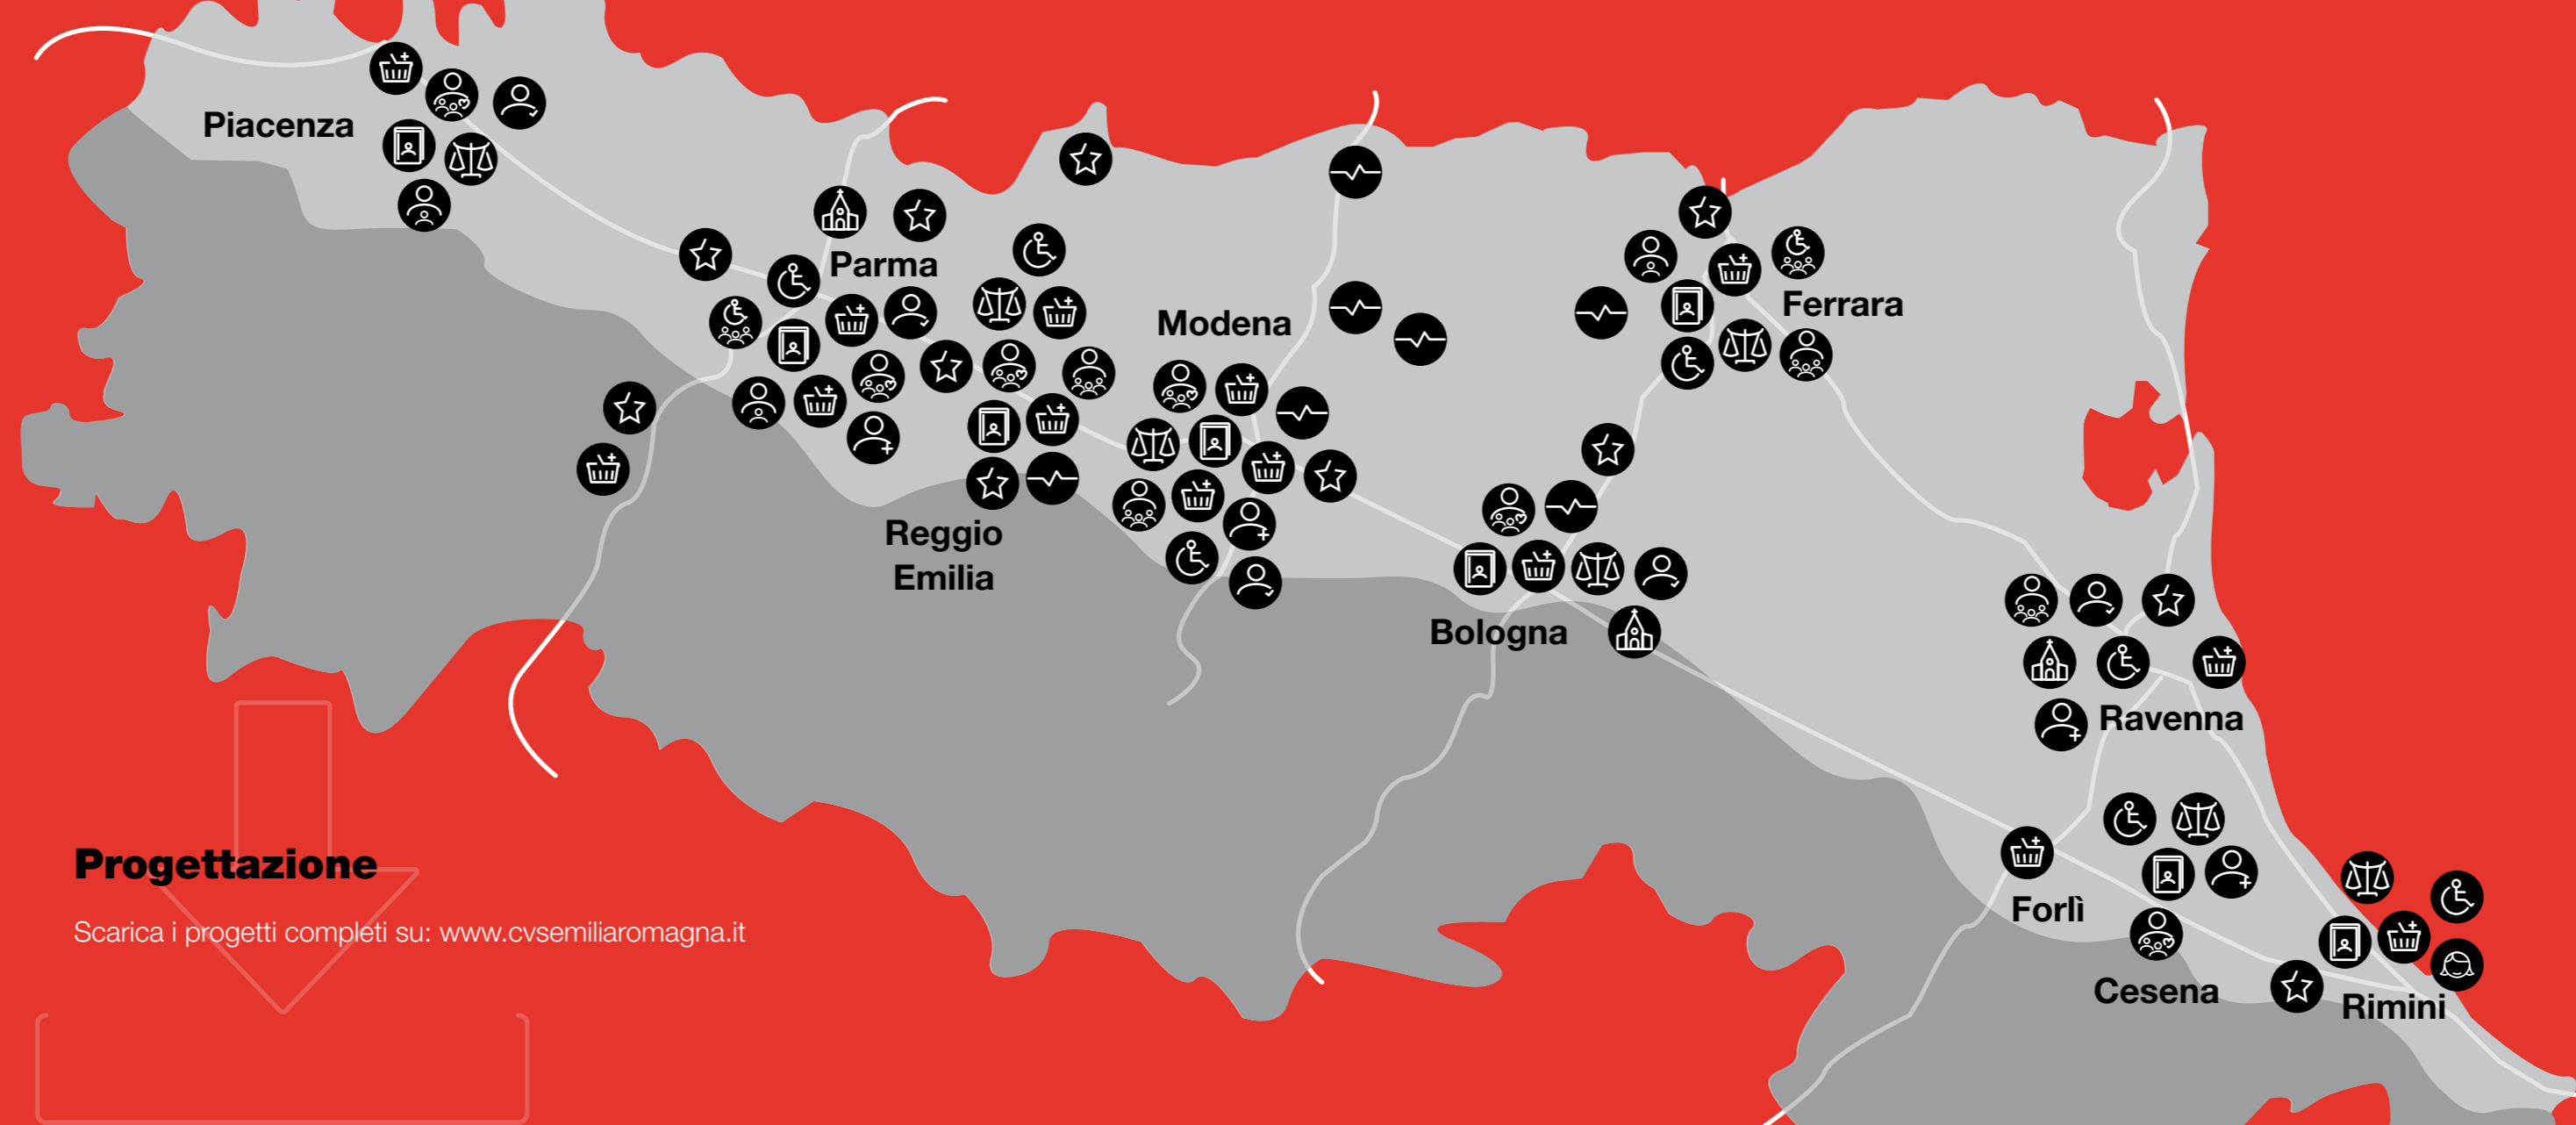 Piacenza
Parma
Modena
Ferrara
Reggio
Emilia
Bologna
Ravenna
Forlì
Cesena
Rimini
Progettazione
Scarica i progetti completi su: www.cvsemiliaromagna.it